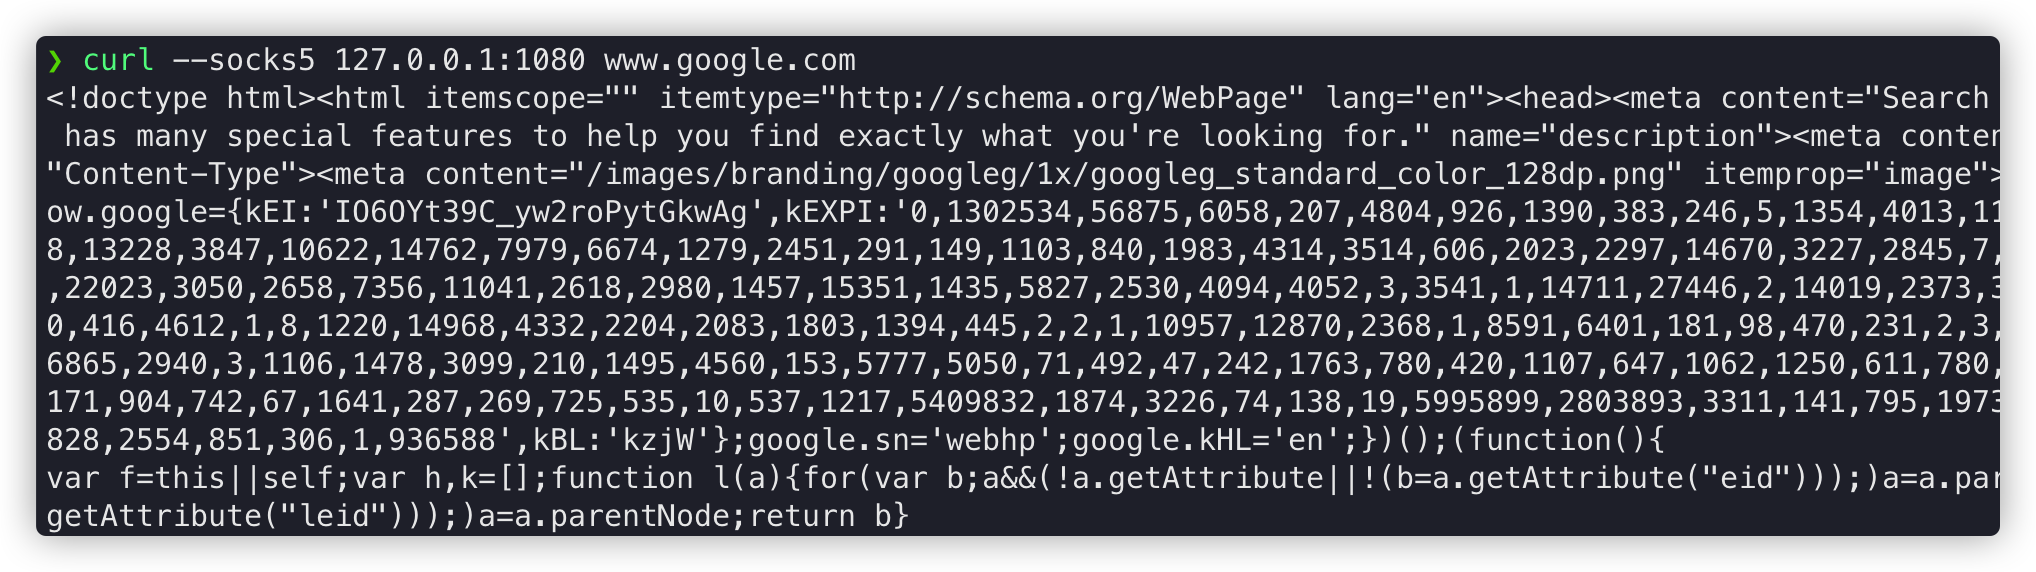 ❯ curl --socks5 127.0.0.1:1080 www.google.com
<!doctype html><html itemscope="" itemtype="http://schema.org/WebPage" lang="en"><head><meta content="Search
 has many special features to help you find exactly what you're looking for." name="description"><meta conten
"Content-Type"><meta content="/images/branding/googleg/1x/googleg_standard_color_128dp.png" itemprop="image">
ow.google={kEI:'IO6OYt39C_yw2roPytGkwAg',kEXPI:'0,1302534,56875,6058,207,4804,926,1390,383,246,5,1354,4013,11
8,13228,3847,10622,14762,7979,6674,1279,2451,291,149,1103,840,1983,4314,3514,606,2023,2297,14670,3227,2845,7,
,22023,3050,2658,7356,11041,2618,2980,1457,15351,1435,5827,2530,4094,4052,3,3541,1,14711,27446,2,14019,2373,3
0,416,4612,1,8,1220,14968,4332,2204,2083,1803,1394,445,2,2,1,10957,12870,2368,1,8591,6401,181,98,470,231,2,3,
6865,2940,3,1106,1478,3099,210,1495,4560,153,5777,5050,71,492,47,242,1763,780,420,1107,647,1062,1250,611,780,
171,904,742,67,1641,287,269,725,535,10,537,1217,5409832,1874,3226,74,138,19,5995899,2803893,3311,141,795,1973
828,2554,851,306,1,936588',kBL:'kzjW'};google.sn='webhp';google.kHL='en';})();(function(){
var f=this||self;var h,k=[];function l(a){for(var b;a&&(!a.getAttribute||!(b=a.getAttribute("eid")));)a=a.par
getAttribute("leid")));)a=a.parentNode;return b}